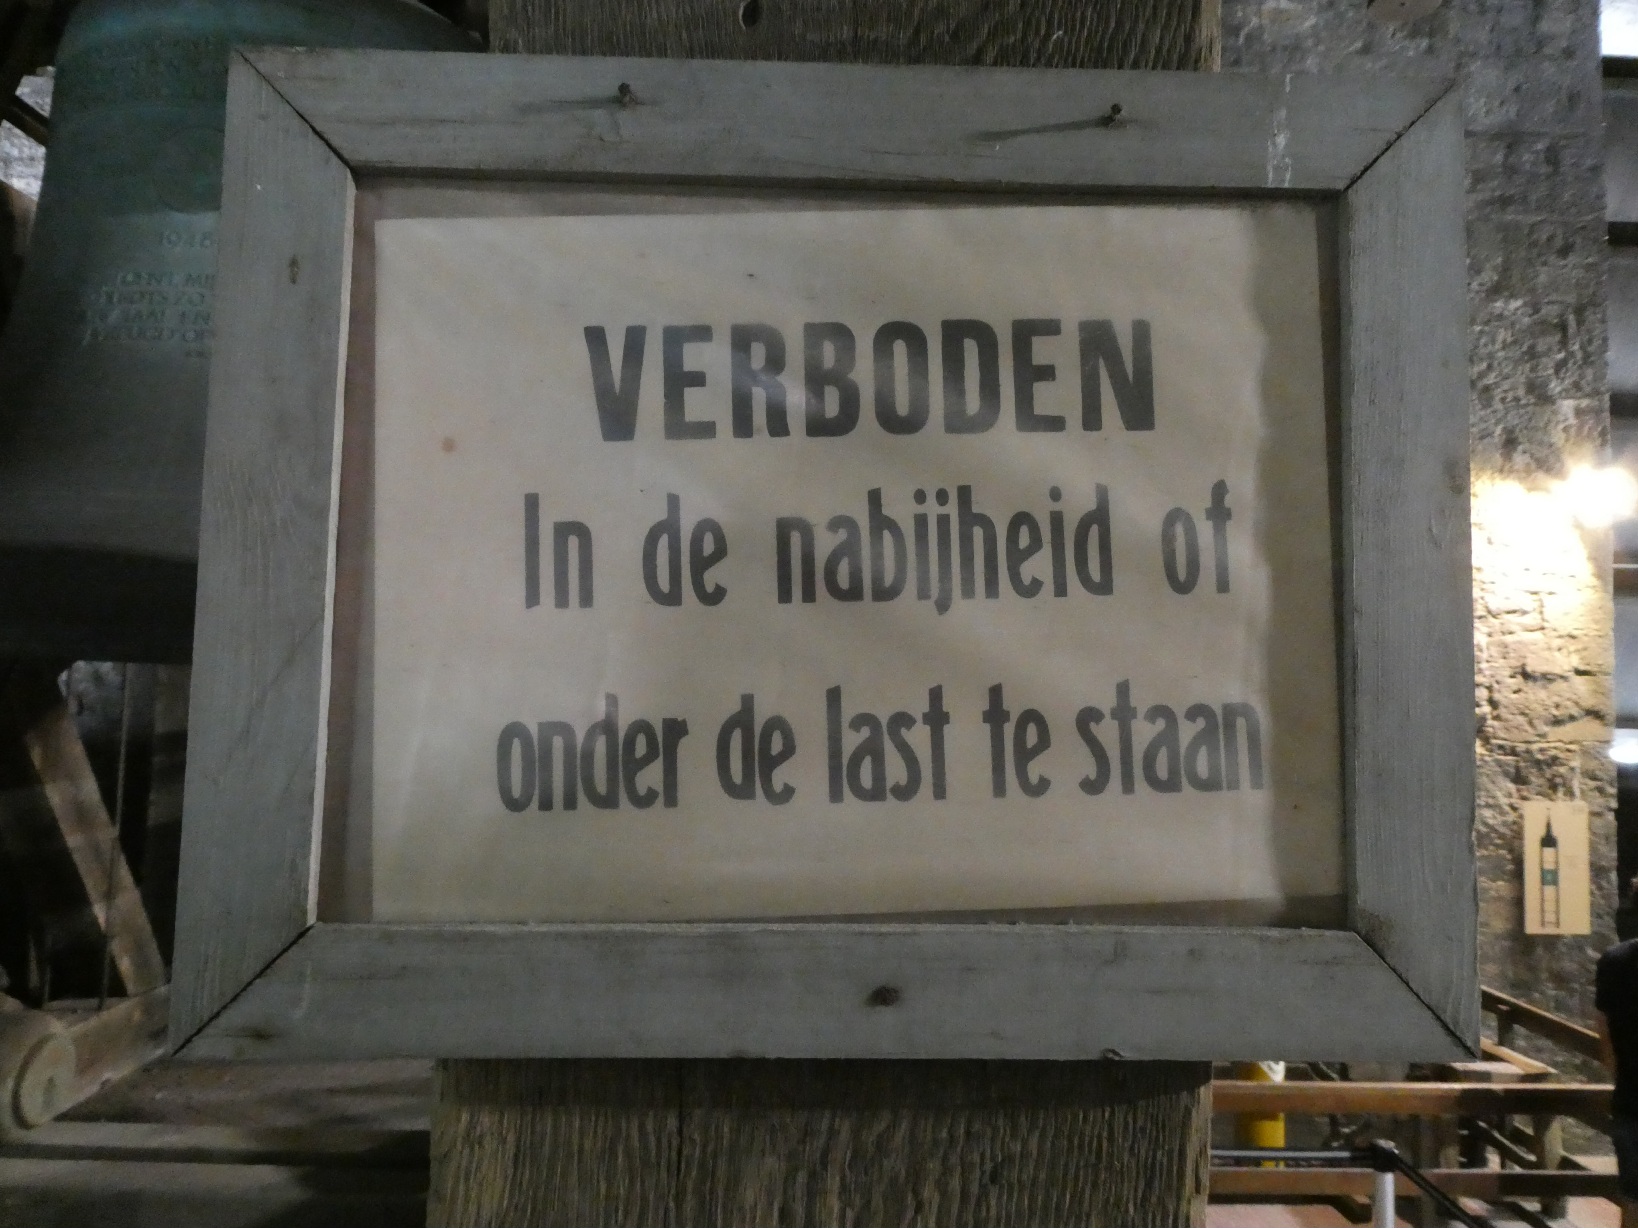 VERBODEN
In de nabijheid of
onder de last te staan